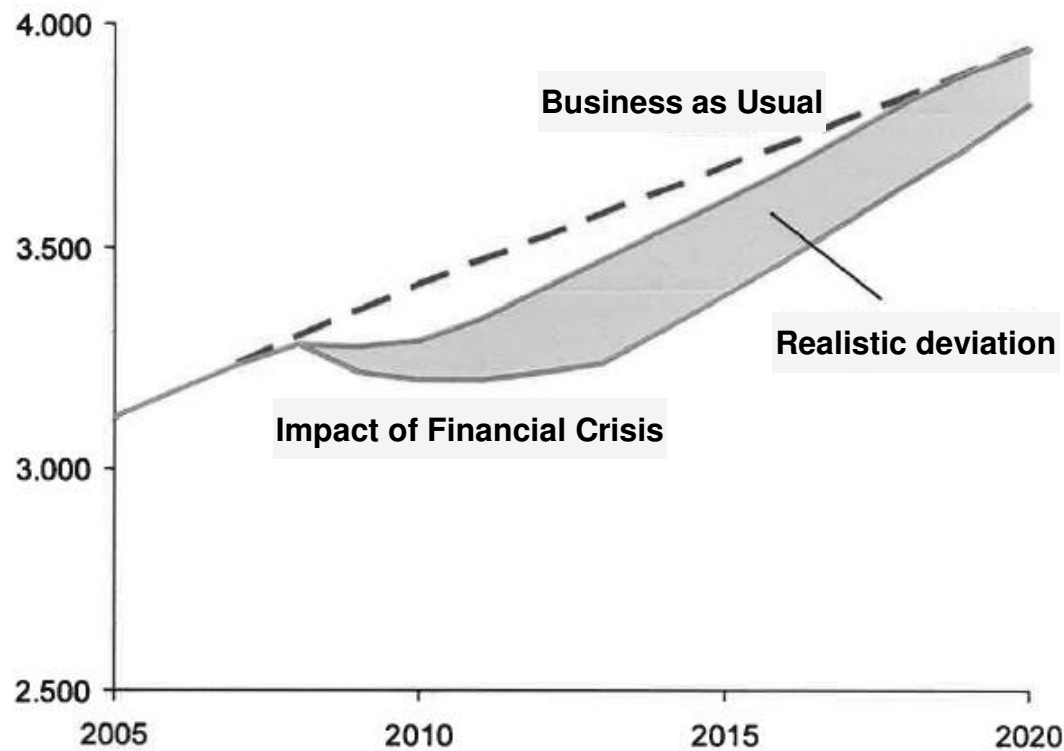 4.000
Business as Usual
3.500
Realistic deviation
Impact of Financial Crisis
3.000
2.500
2005 2010 2015 2020